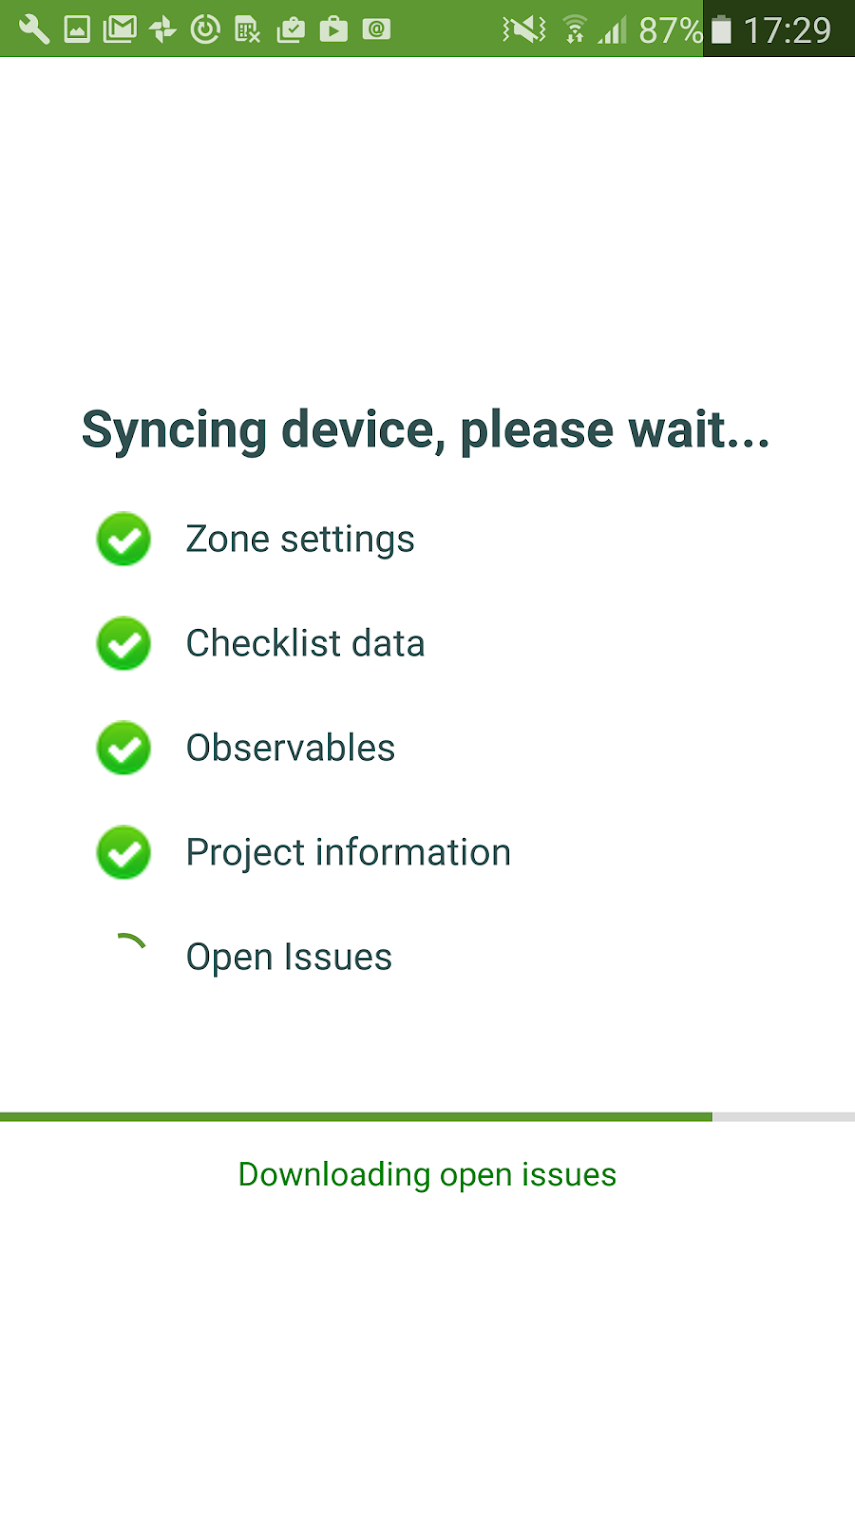 87% 17:29
Syncing device, please wait...
Zone settings
Checklist data
Observables
Project information
Open Issues
Downloading open issues